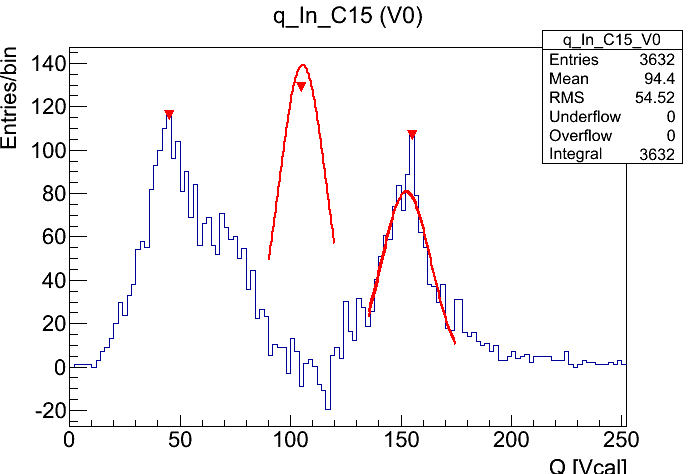 q_In_C15 (V0)
q_In_C15_V0
Entries 3632
Mean 94.4
RMS 54.52
Underflow 0
Overflow 0
Integral 3632
Entries/bin
140
120
100
80
60
40
20
0
-20
0 50 100 150 200 250
Q [Vcal]